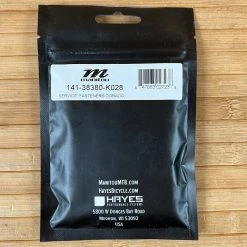 manitou
141-38380-K028
SERVICE, FASTENERS CORADO
MANITOUMTB.COM
HAYESBICYCLE.COM
HAYES
PERFORMANCE SYSTEMS
5800 W DONGES BAY ROAD
MEQUON, WI 53092
USA